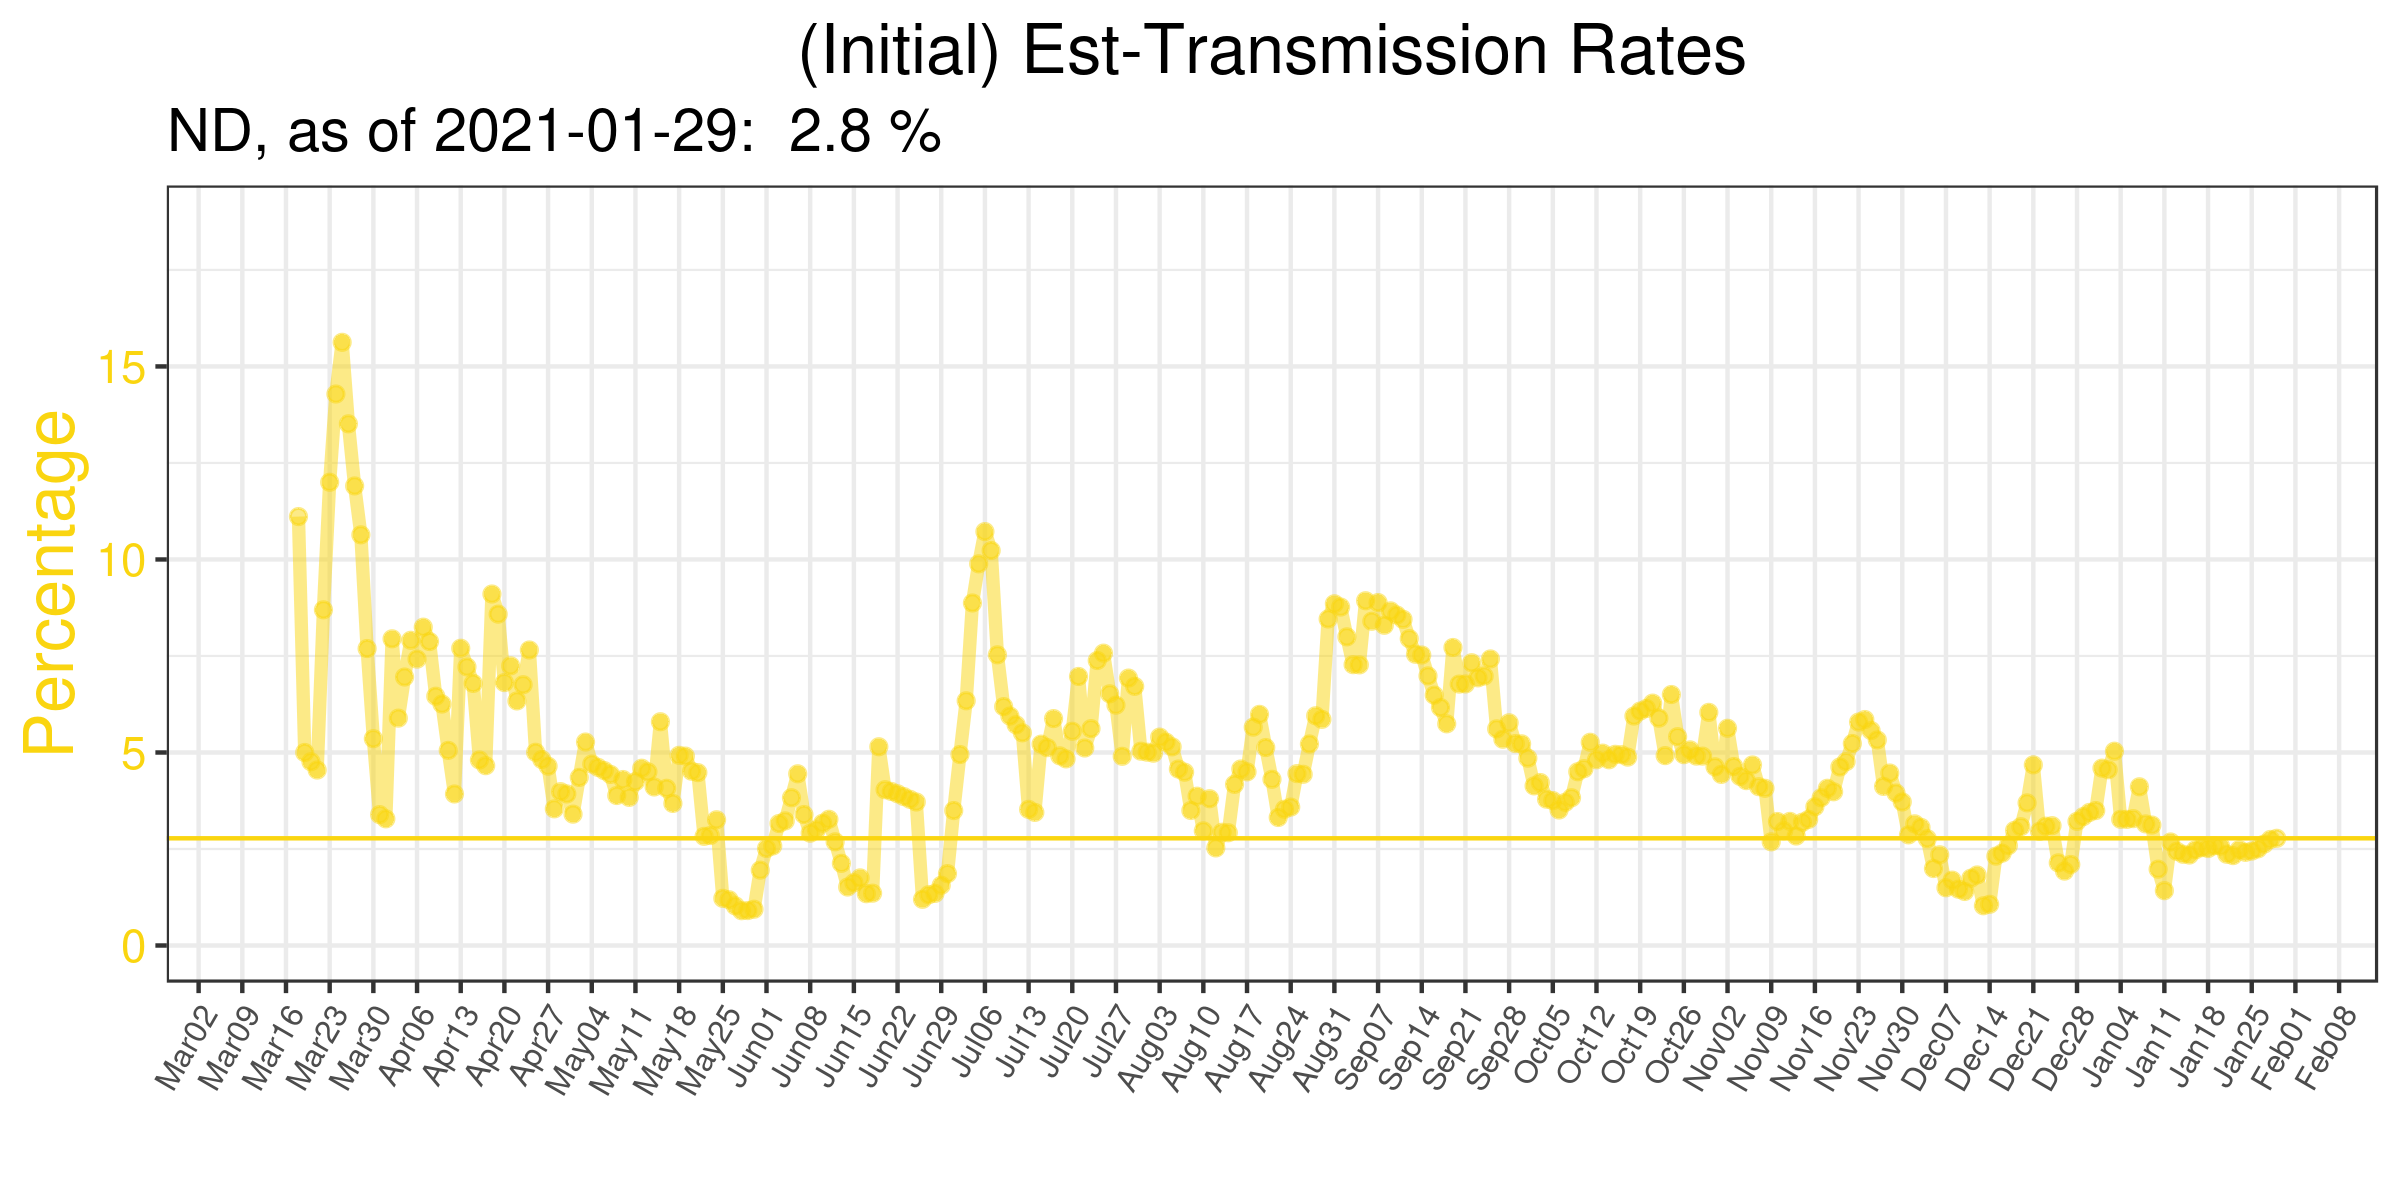 (Initial) Est-Transmission Rates
ND, as of 2021-01-29:  2.8 %
Percentage
15
10
5
0
Mar02
Mar09
Mar16
Mar23
Mar30
Apr06
Apr13
Apr20
Apr27
May04
May11
May18
May25
Jun01
Jun08
Jun15
Jun22
Jun29
Jul06
Jul13
Jul20
Jul27
Aug03
Aug10
Aug17
Aug24
Aug31
Sep07
Sep14
Sep21
Sep28
Oct05
Oct12
Oct19
Oct26
Nov02
Nov09
Nov16
Nov23
Nov30
Dec07
Dec14
Dec21
Dec28
Jan04
Jan11
Jan18
Jan25
Feb01
Feb08